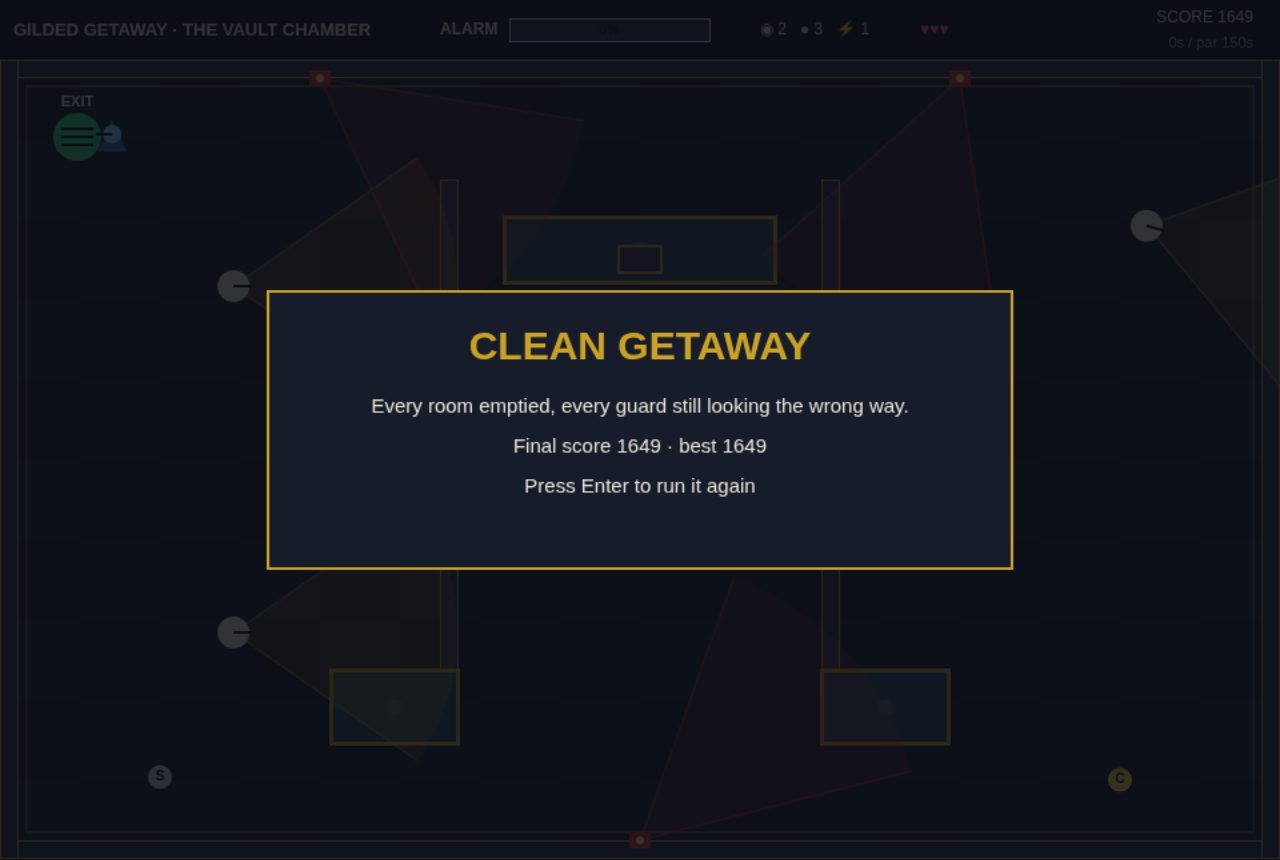 GILDED GETAWAY · THE VAULT CHAMBER
ALARM
0%
◉ 2 ● 3 ⚡ 1
♥♥♥
SCORE 1649
0s / par 150s
EXIT
CLEAN GETAWAY
Every room emptied, every guard still looking the wrong way.
Final score 1649 · best 1649
Press Enter to run it again
S
C